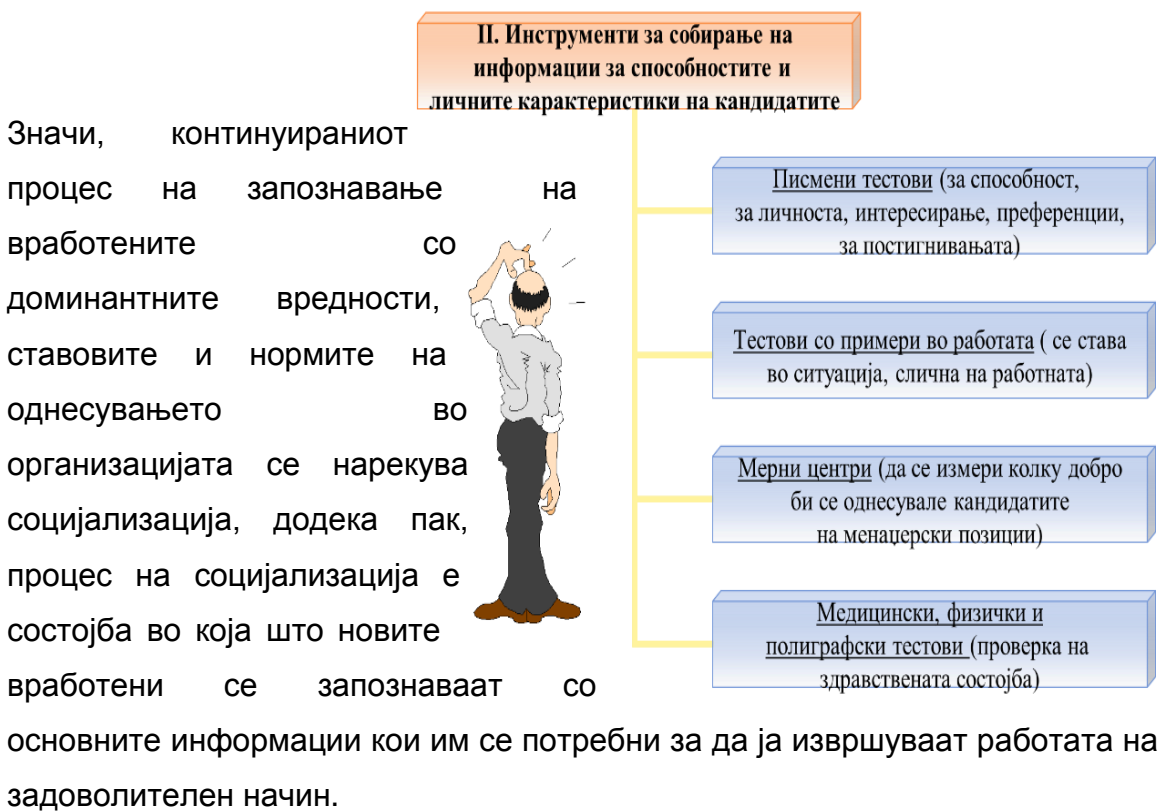 II. Инструменти за собирање на
информации за способностите и
личните карактеристики на кандидатите
Значи, континуираниот
процес на запознавање на
вработените со
доминантните вредности,
ставовите и нормите на
однесувањето во
организацијата се нарекува
социјализација, додека пак,
процес на социјализација е
состојба во која што новите
вработени се запознаваат со
основните информации кои им се потребни за да ја извршуваат работата на
задоволителен начин.
Писмени тестови (за способност,
за личноста, интересирање, преференции,
за постигнивањата)
Тестови со примери во работата ( се става
во ситуација, слична на работната)
Мерни центри (да се измери колку добро
би се однесувале кандидатите
на менаџерски позиции)
Медицински, физички и
полиграфски тестови (проверка на
здравствената состојба)